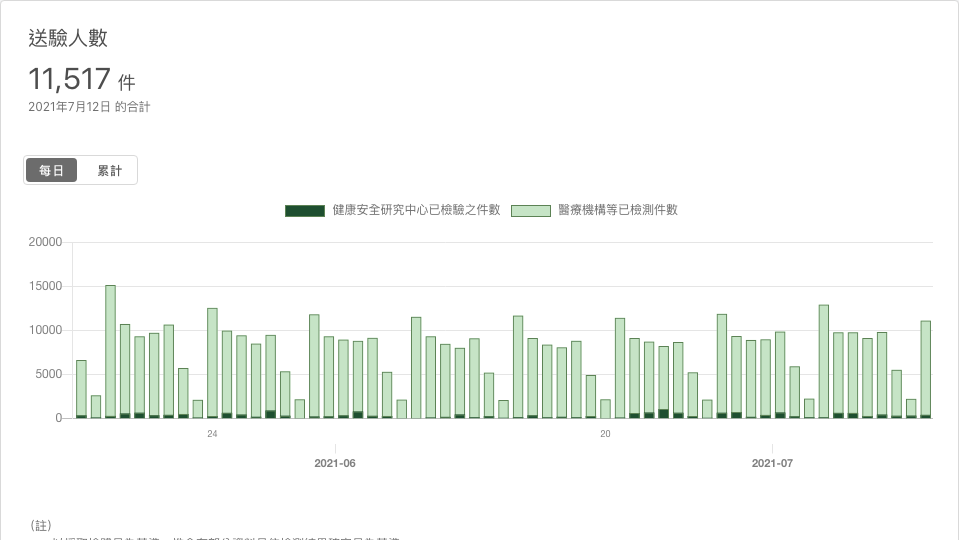 送驗人數
11,517 件
2021年7月12日 的合計
每日 累計
健康安全研究中心已檢驗之件數 醫療機構等已檢測件數
20000
15000
10000
5000
0
24 20
2021-06 2021-07
(註)